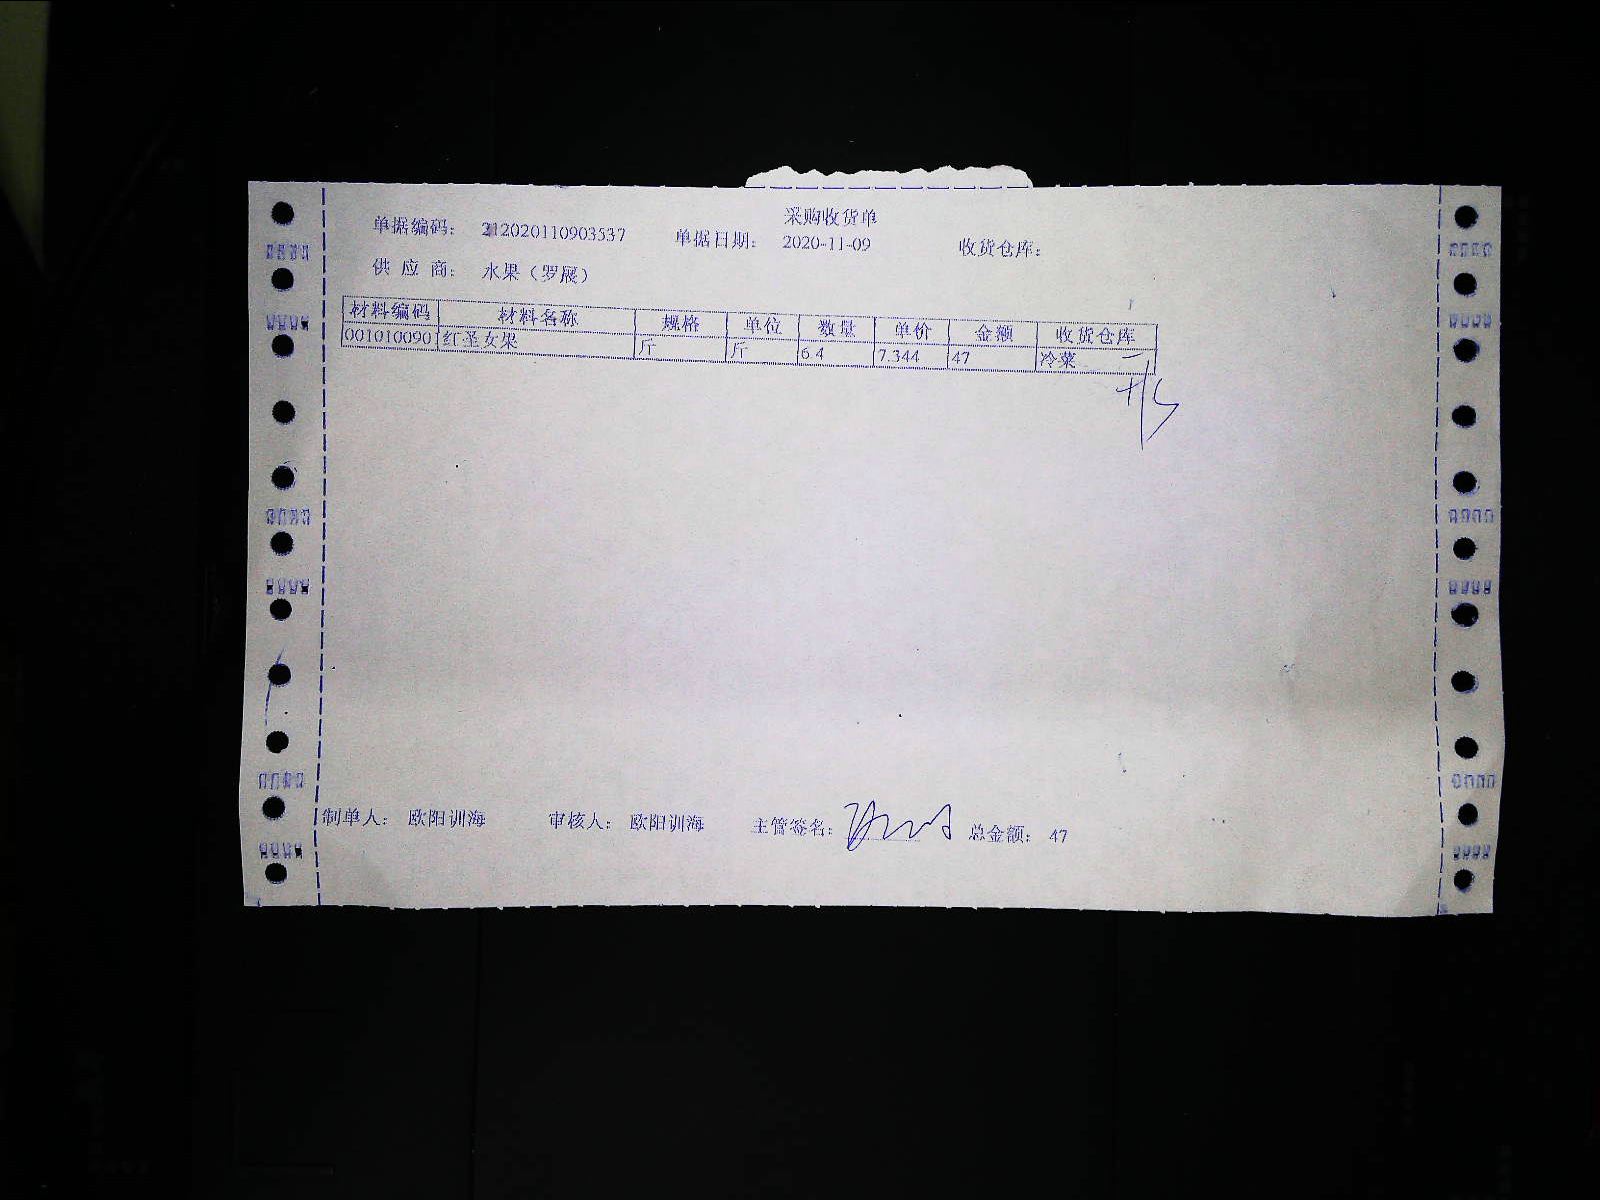 采购收货单
单据编码： 212020110903537 单据日期： 2020-11-09 收货仓库：
供 应 商： 水果（罗展）
材料编码 材料名称 规格 单位 数量 单价 金额 收货仓库
001010090 红圣女果 斤 斤 6.4 7.344 47 冷菜
制单人： 欧阳训海 审核人： 欧阳训海 主管签名： 总金额： 47